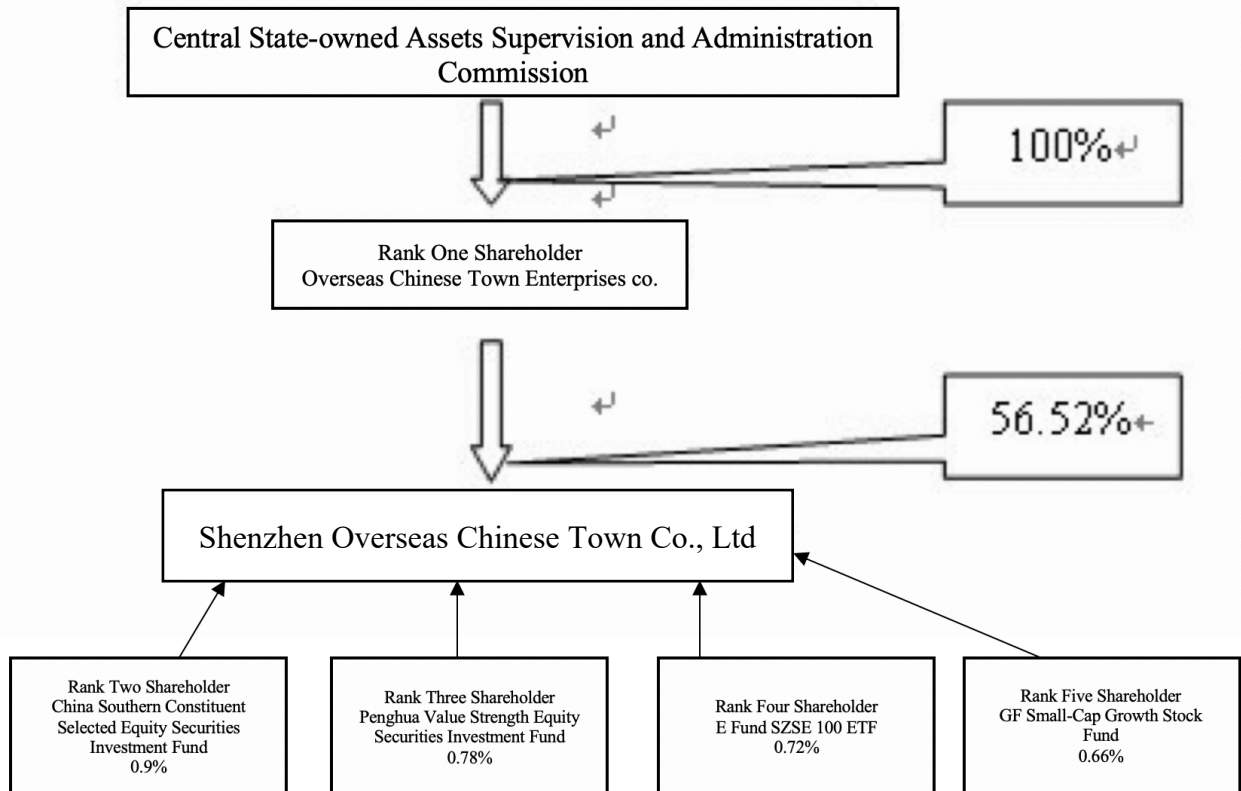 Central State-owned Assets Supervision and Administration
Commission
100%
Rank One Shareholder
Overseas Chinese Town Enterprises co.
56.52%
Shenzhen Overseas Chinese Town Co., Ltd
Rank Two Shareholder
China Southern Constituent
Selected Equity Securities
Investment Fund
0.9%
Rank Three Shareholder
Penghua Value Strength Equity
Securities Investment Fund
0.78%
Rank Four Shareholder
E Fund SZSE 100 ETF
0.72%
Rank Five Shareholder
GF Small-Cap Growth Stock
Fund
0.66%